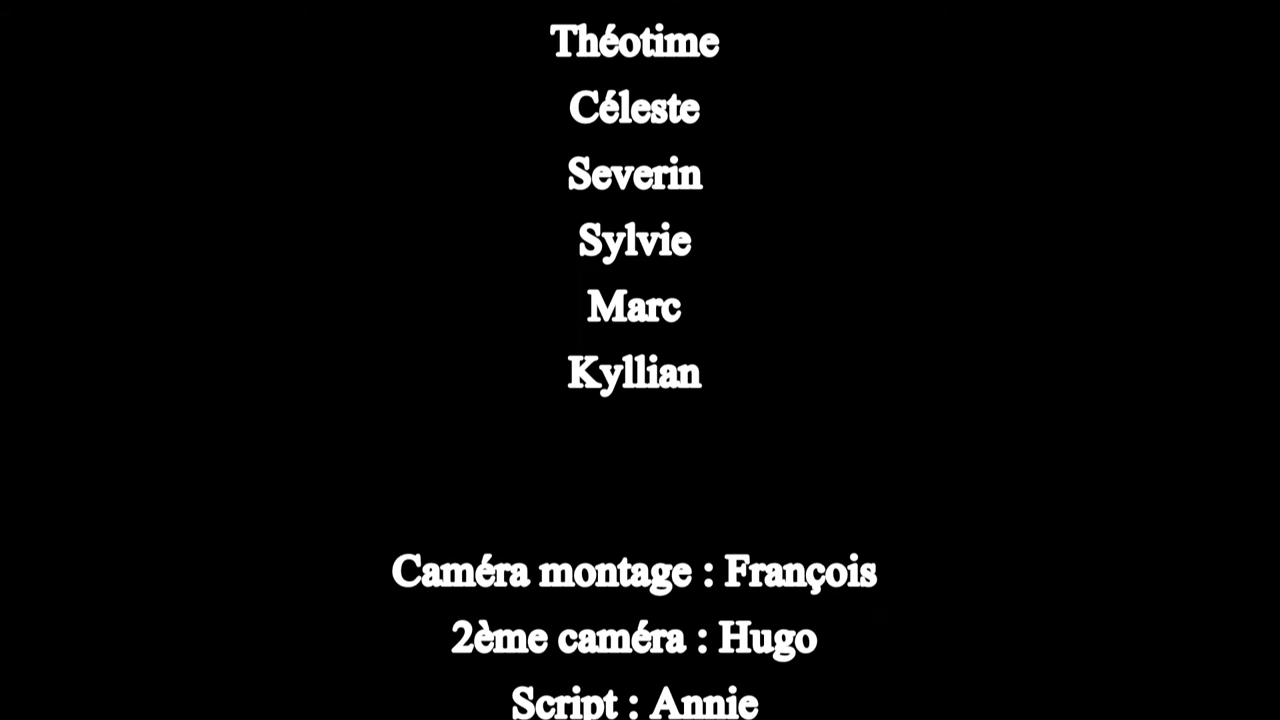 Théotime
Céleste
Severin
Sylvie
Marc
Kyllian
Caméra montage : François
2ème caméra : Hugo
Script : Annie